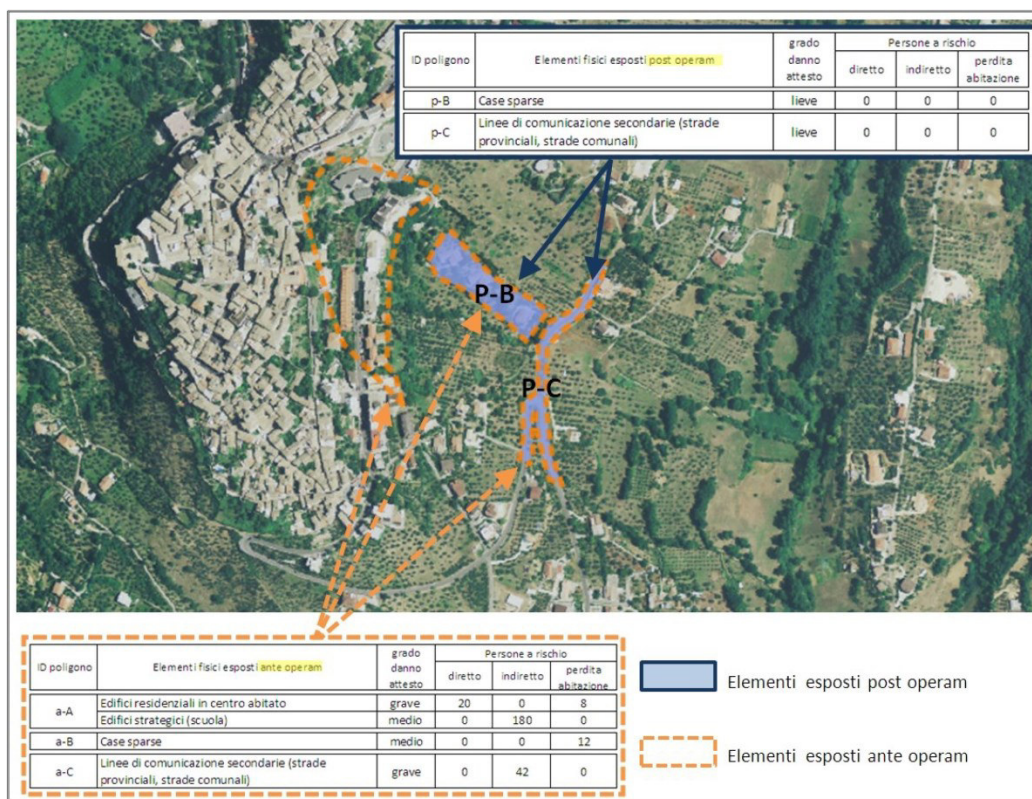 ID poligono Elementi fisici esposti post operam grado danno attesto Persone a rischio
diretto indiretto perdita abitazione
p-B Case sparse lieve 0 0 0
p-C Linee di comunicazione secondarie (strade provinciali, strade comunali) lieve 0 0 0
P-B
P-C
ID poligono Elementi fisici esposti ante operam grado danno attesto Persone a rischio
diretto indiretto perdita abitazione
a-A Edifici residenziali in centro abitato grave 20 0 8
Edifici strategici (scuola) medio 0 180 0
a-B Case sparse medio 0 0 12
a-C Linee di comunicazione secondarie (strade provinciali, strade comunali) grave 0 42 0
Elementi esposti post operam
Elementi esposti ante operam